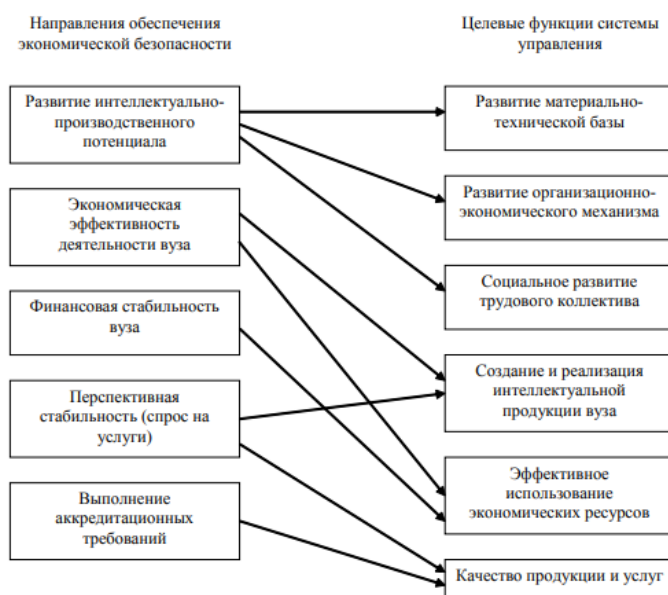 Направления обеспечения
экономической безопасности
Целевые функции системы
управления
Развитие интеллектуально-
производственного
потенциала
Экономическая
эффективность
деятельности вуза
Финансовая стабильность
вуза
Перспективная
стабильность (спрос на
услуги)
Выполнение
аккредитационных
требований
Развитие материально-
технической базы
Развитие организационно-
экономического механизма
Социальное развитие
трудового коллектива
Создание и реализация
интеллектуальной
продукции вуза
Эффективное
использование
экономических ресурсов
Качество продукции и услуг